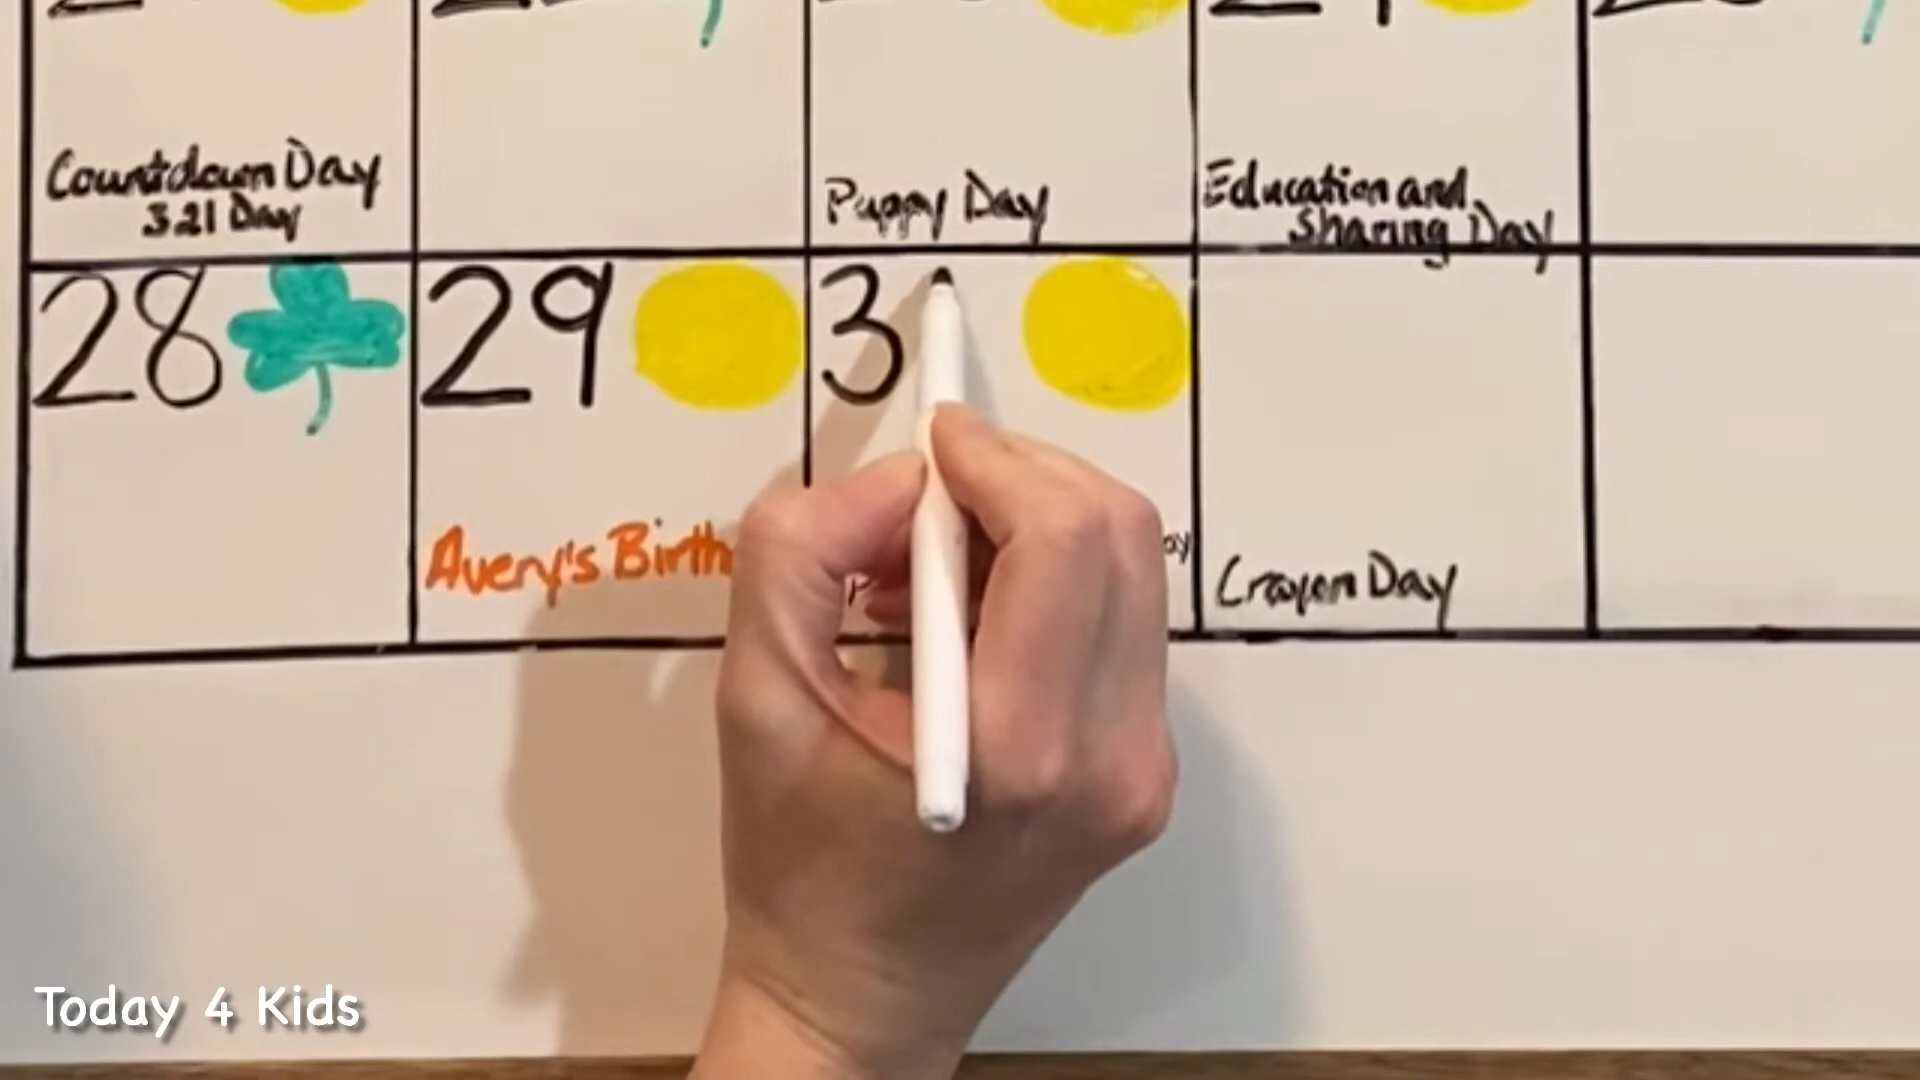 Countdown Day
321 Day
Puppy Day
Education and
Sharing Day
28
29
3
Avery's Birth
Crayon Day
Today 4 Kids